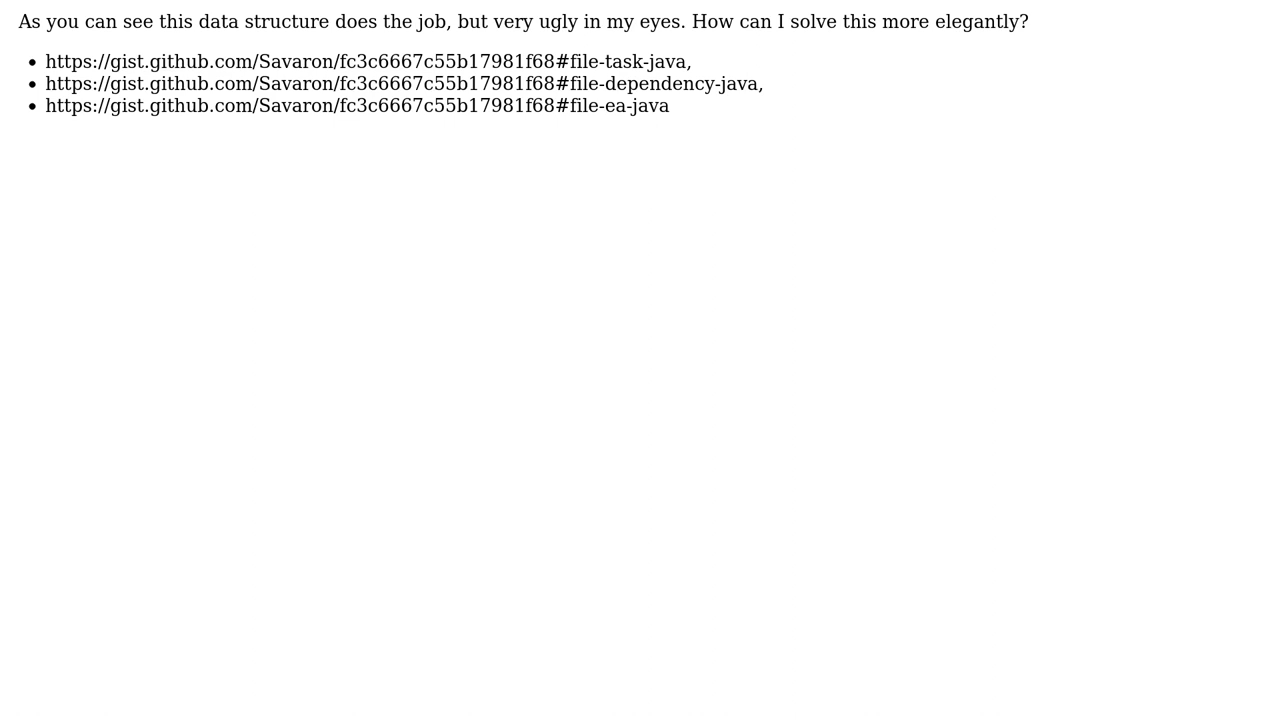 As you can see this data structure does the job, but very ugly in my eyes. How can I solve this more elegantly?
https://gist.github.com/Savaron/fc3c6667c55b17981f68#file-task-java,
https://gist.github.com/Savaron/fc3c6667c55b17981f68#file-dependency-java,
https://gist.github.com/Savaron/fc3c6667c55b17981f68#file-ea-java